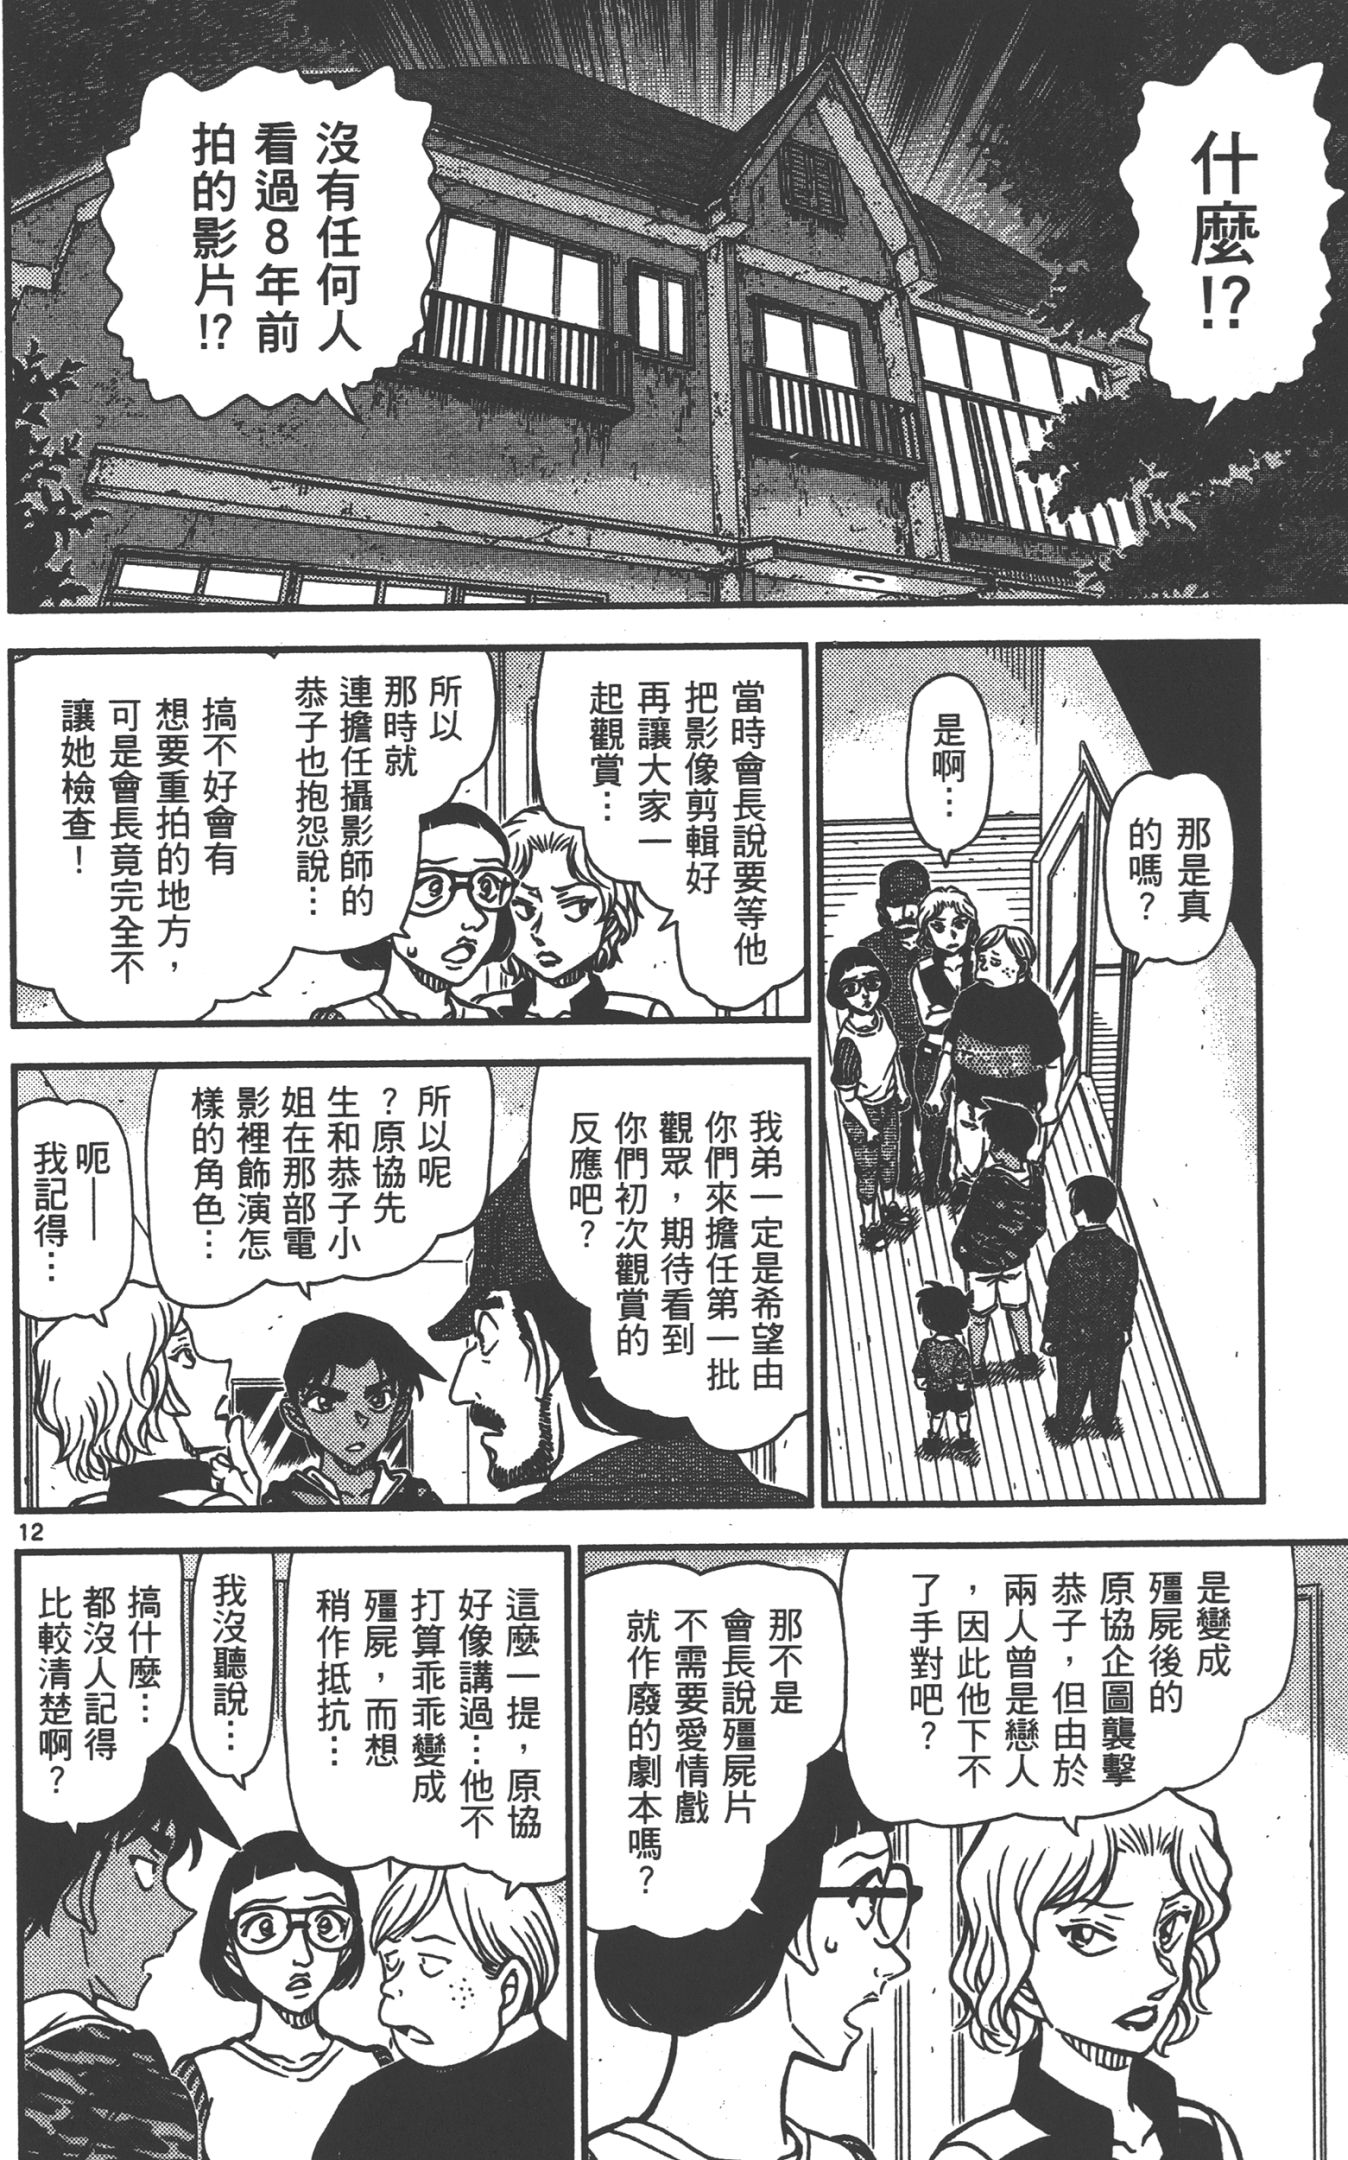 什麼!?
沒有任何人
看過8年前
拍的影片!?
那是真
的嗎？
是啊…
當時會長說要等他
把影像剪輯好
再讓大家一
起觀賞…
所以
那時就
連擔任攝影師的
恭子也抱怨說…
搞不好會有
想要重拍的地方，
可是會長竟完全不
讓她檢查！
我弟一定是希望由
你們來擔任第一批
觀眾，期待看到
你們初次觀賞的
反應吧？
所以呢
？原協先
生和恭子小
姐在那部電
影裡飾演怎
樣的角色…
呃——
我記得…
12
是變成
殭屍後的
原協企圖襲擊
恭子，但由於
兩人曾是戀人
，因此他下不
了手對吧？
那不是
會長說殭屍片
不需要愛情戲
就作廢的劇本嗎？
這麼一提，原協
好像講過…他不
打算乖乖變成
殭屍，而想
稍作抵抗…
我沒聽說…
搞什麼…
都沒人記得
比較清楚啊？